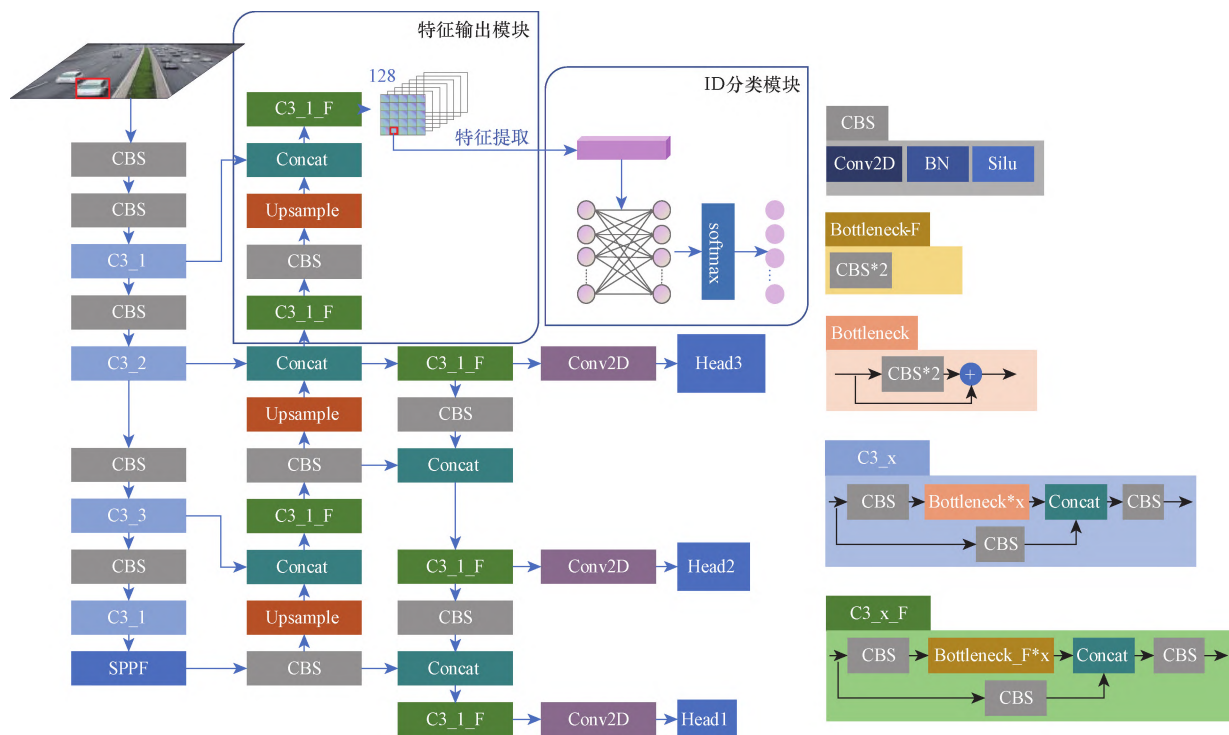 特征输出模块
128
C3_1_F
特征提取
Concat
Upsample
CBS
C3_1_F
ID分类模块
softmax
CBS
CBS
C3_1
CBS
C3_2
CBS
C3_3
CBS
C3_1
SPPF
Concat
Upsample
CBS
C3_1_F
Concat
Upsample
CBS
C3_1_F
Conv2D
Head3
CBS
Concat
C3_1_F
Conv2D
Head2
CBS
Concat
C3_1_F
Conv2D
Head1
CBS
Conv2D
BN
Silu
Bottleneck-F
CBS*2
Bottleneck
CBS*2
+
C3_x
CBS
Bottleneck*x
Concat
CBS
CBS
C3_x_F
CBS
Bottleneck_F*x
Concat
CBS
CBS